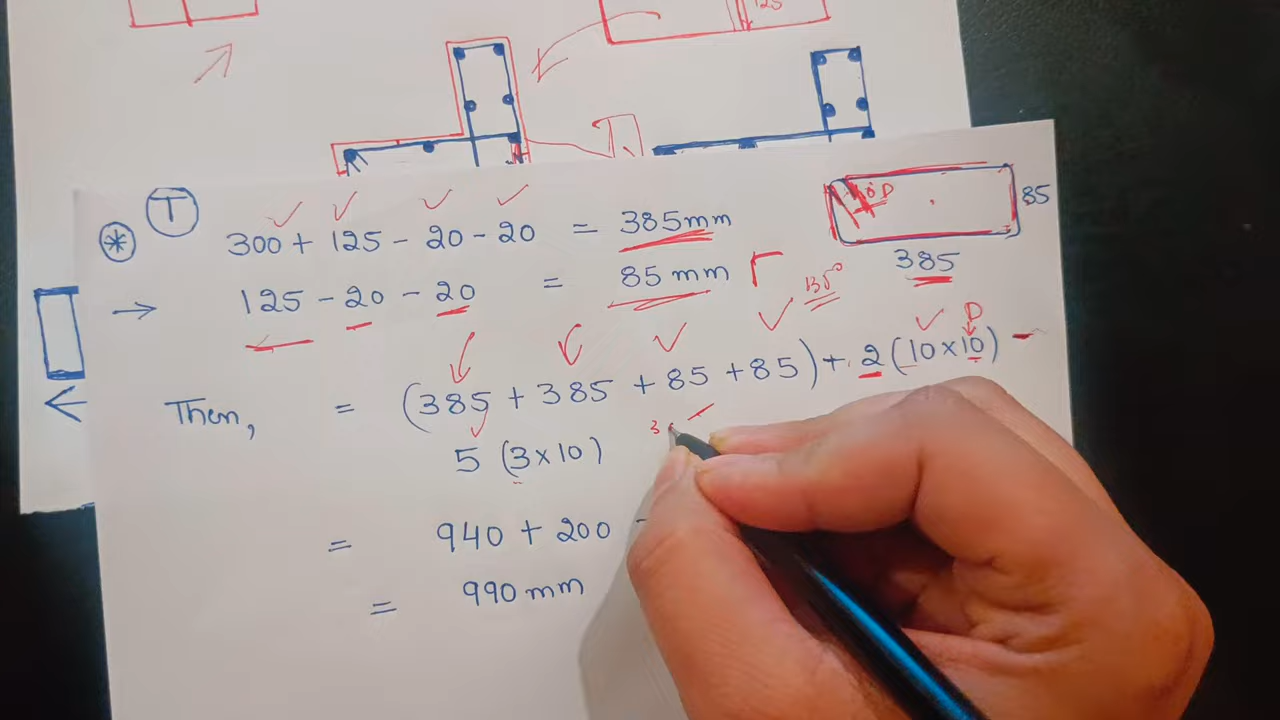 125
T
10D
* 300 + 125 - 20 - 20 = 385mm
85
→ 125 - 20 - 20 = 85 mm
385
135°
D
Then, = (385 + 385 + 85 + 85) + 2 (10 × 10) -
3
5 (3 × 10)
= 940 + 200 -
= 990 mm